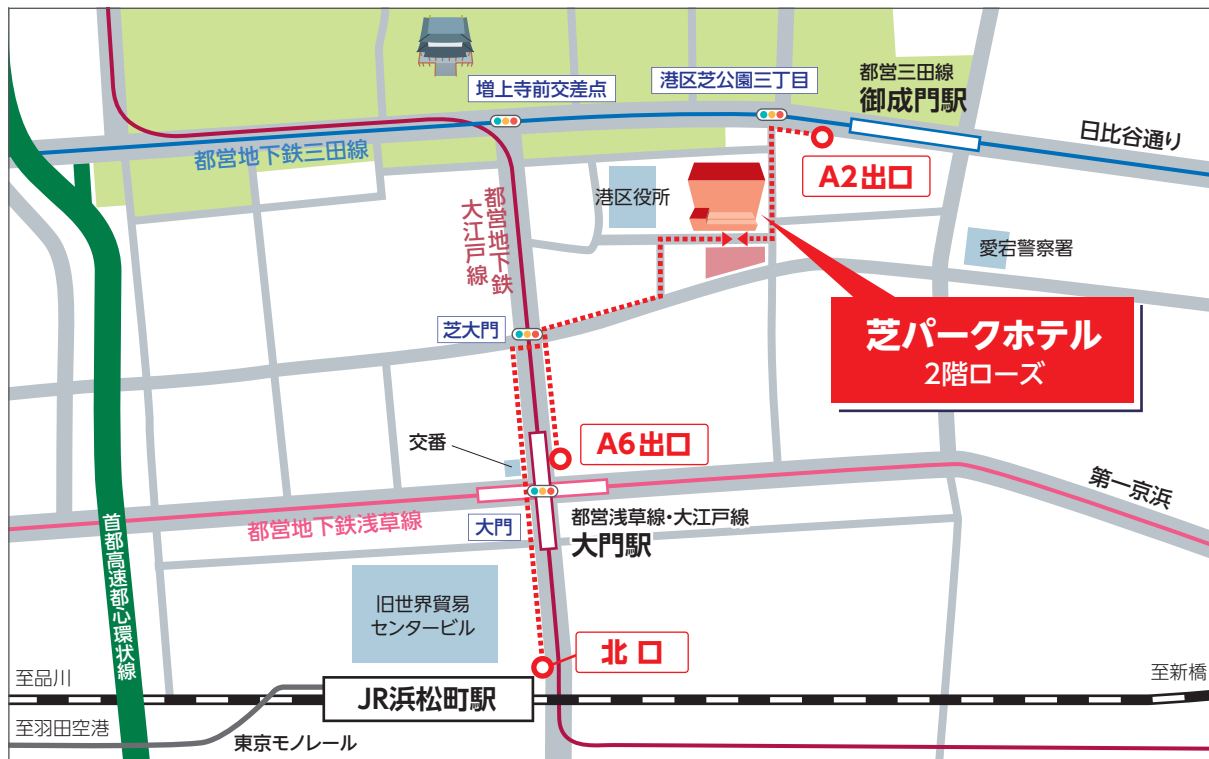 増上寺前交差点
港区芝公園三丁目
都営三田線
御成門駅
日比谷通り
都営地下鉄三田線
A2出口
港区役所
都営地下鉄
大江戸線
愛宕警察署
芝大門
芝パークホテル
2階ローズ
交番
A6出口
第一京浜
都営地下鉄浅草線
大門
都営浅草線・大江戸線
大門駅
首都高速都心環状線
旧世界貿易
センタービル
北口
至品川
至新橋
JR浜松町駅
至羽田空港
東京モノレール